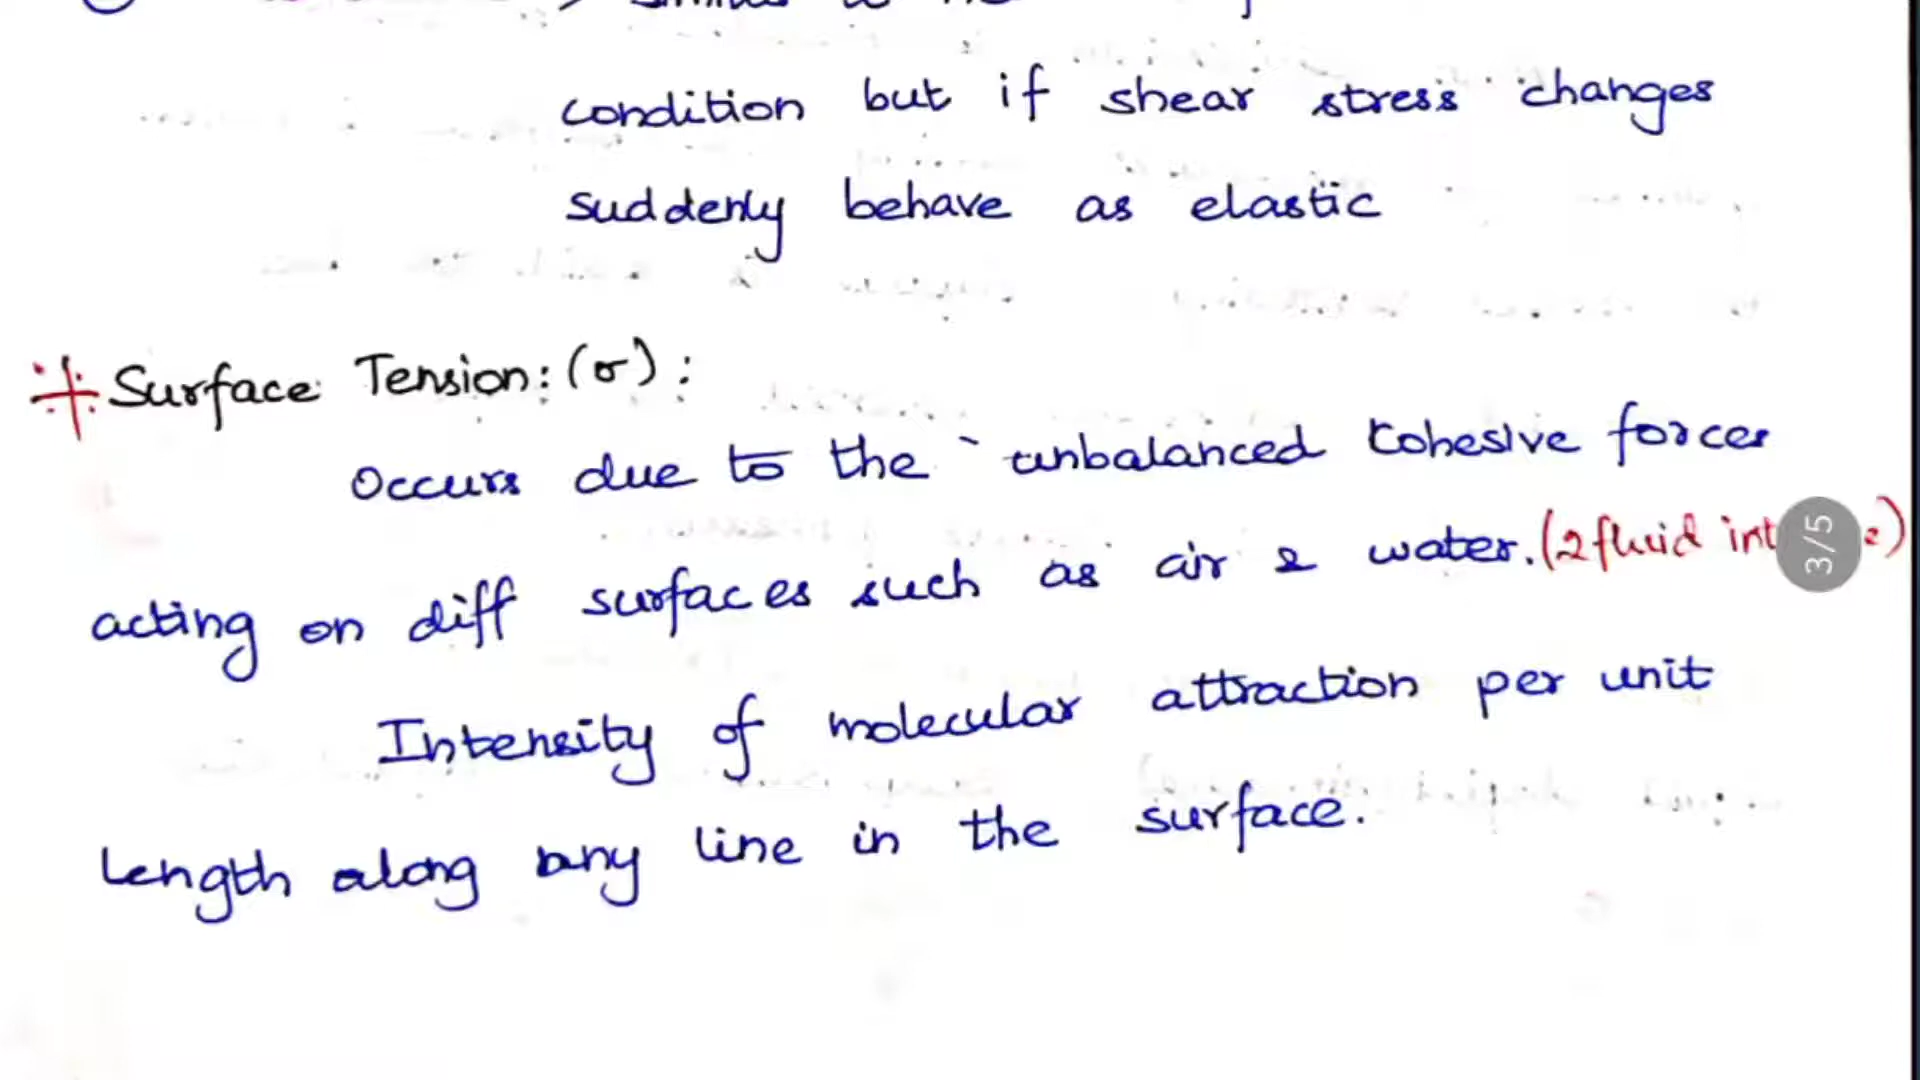 condition but if shear stress changes
suddenly behave as elastic
Surface Tension: (σ):
Occurs due to the unbalanced cohesive forces
acting on diff surfaces such as air & water. (2 fluid
3/5
Intensity of molecular attraction per unit
Length along any line in the surface.